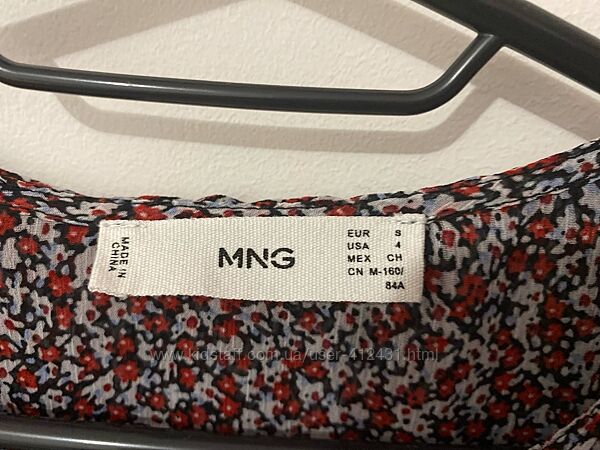 MADE IN
CHINA
MNG
EUR S
USA 4
MEX CH
CN M-160/
84A
www.kidstaff.com.ua/user-412431.html